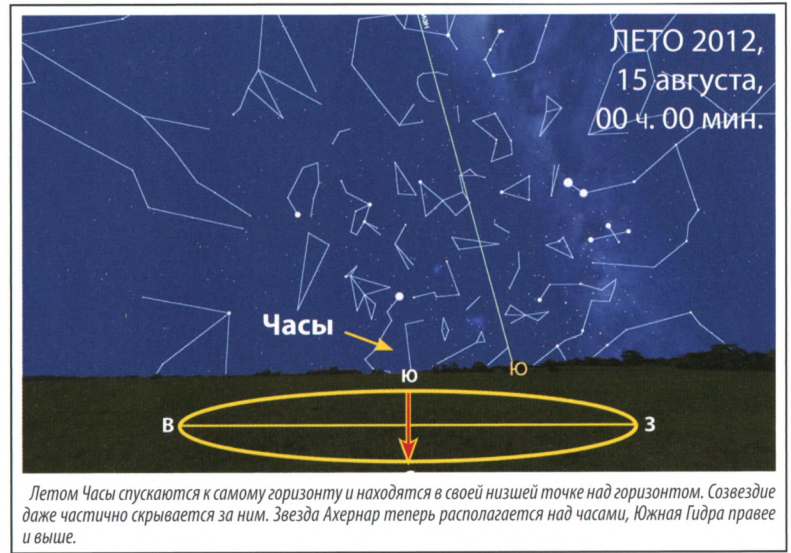 ЛЕТО 2012,
15 августа,
00 ч. 00 мин.
Часы
Ю
Ю
В
З
Летом Часы спускаются к самому горизонту и находятся в своей низшей точке над горизонтом. Созвездие
даже частично скрывается за ним. Звезда Ахернар теперь располагается над часами, Южная Гидра правее
и выше.